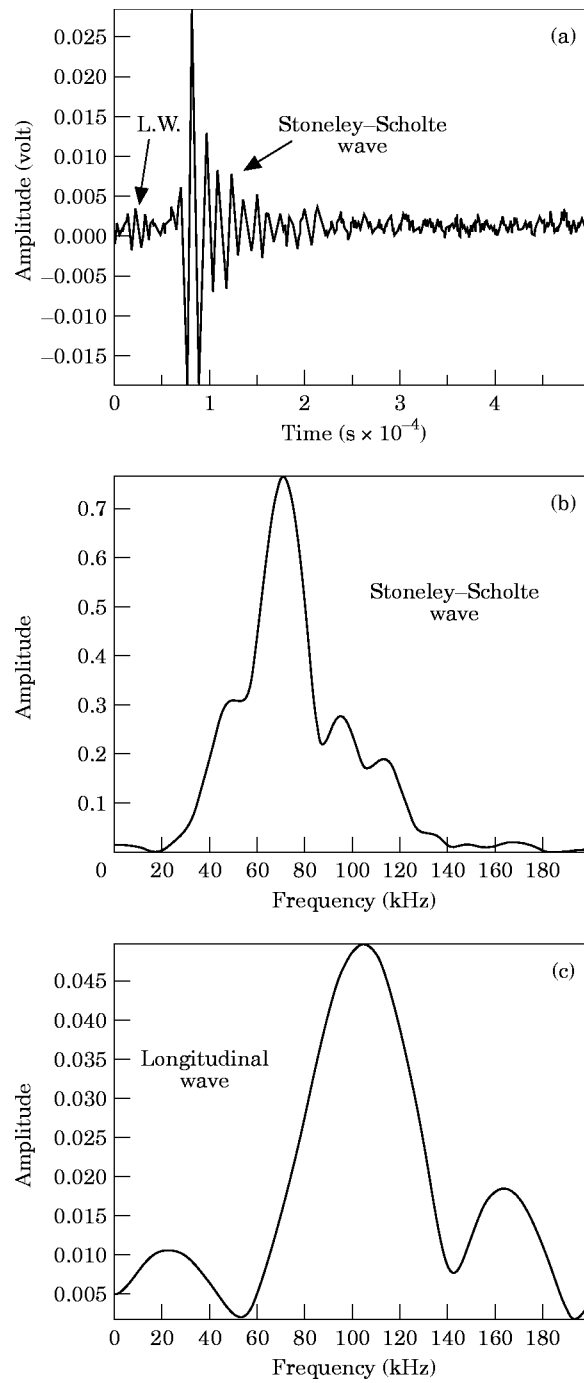 (a)
0.025
0.020
0.015
0.010
0.005
0.000
–0.005
–0.010
–0.015
Amplitude (volt)
L.W.
Stoneley–Scholte
wave
0 1 2 3 4
Time (s × 10⁻⁴)
(b)
0.7
0.6
0.5
0.4
0.3
0.2
0.1
Amplitude
Stoneley–Scholte
wave
0 20 40 60 80 100 120 140 160 180
Frequency (kHz)
(c)
0.045
0.040
0.035
0.030
0.025
0.020
0.015
0.010
0.005
Amplitude
Longitudinal
wave
0 20 40 60 80 100 120 140 160 180
Frequency (kHz)